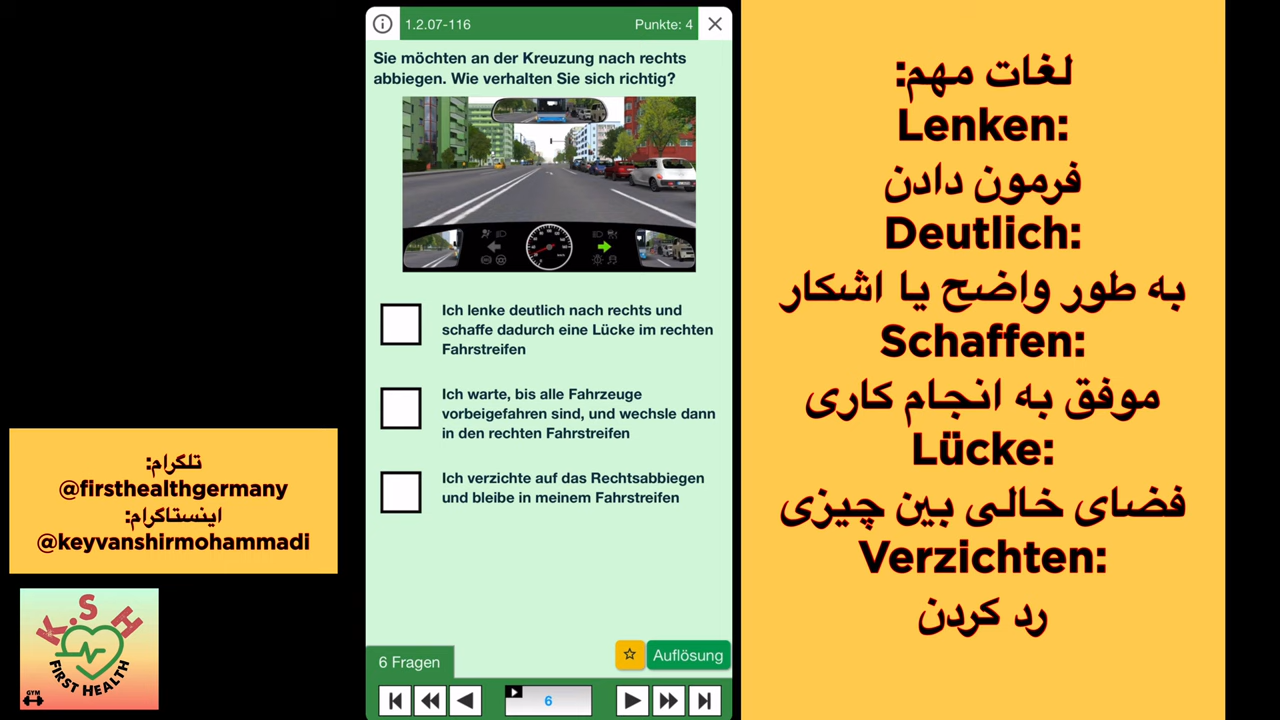 1.2.07-116
Punkte: 4
Sie möchten an der Kreuzung nach rechts
abbiegen. Wie verhalten Sie sich richtig?
Ich lenke deutlich nach rechts und
schaffe dadurch eine Lücke im rechten
Fahrstreifen
Ich warte, bis alle Fahrzeuge
vorbeigefahren sind, und wechsle dann
in den rechten Fahrstreifen
Ich verzichte auf das Rechtsabbiegen
und bleibe in meinem Fahrstreifen
6 Fragen
Auflösung
6
لغات مهم:
Lenken:
فرمون دادن
Deutlich:
به طور واضح یا اشکار
Schaffen:
موفق به انجام کاری
Lücke:
فضای خالی بین چیزی
Verzichten:
رد کردن
تلگرام:
@firsthealthgermany
اینستاگرام:
@keyvanshirmohammadi
K.SH
FIRST HEALTH
GYM